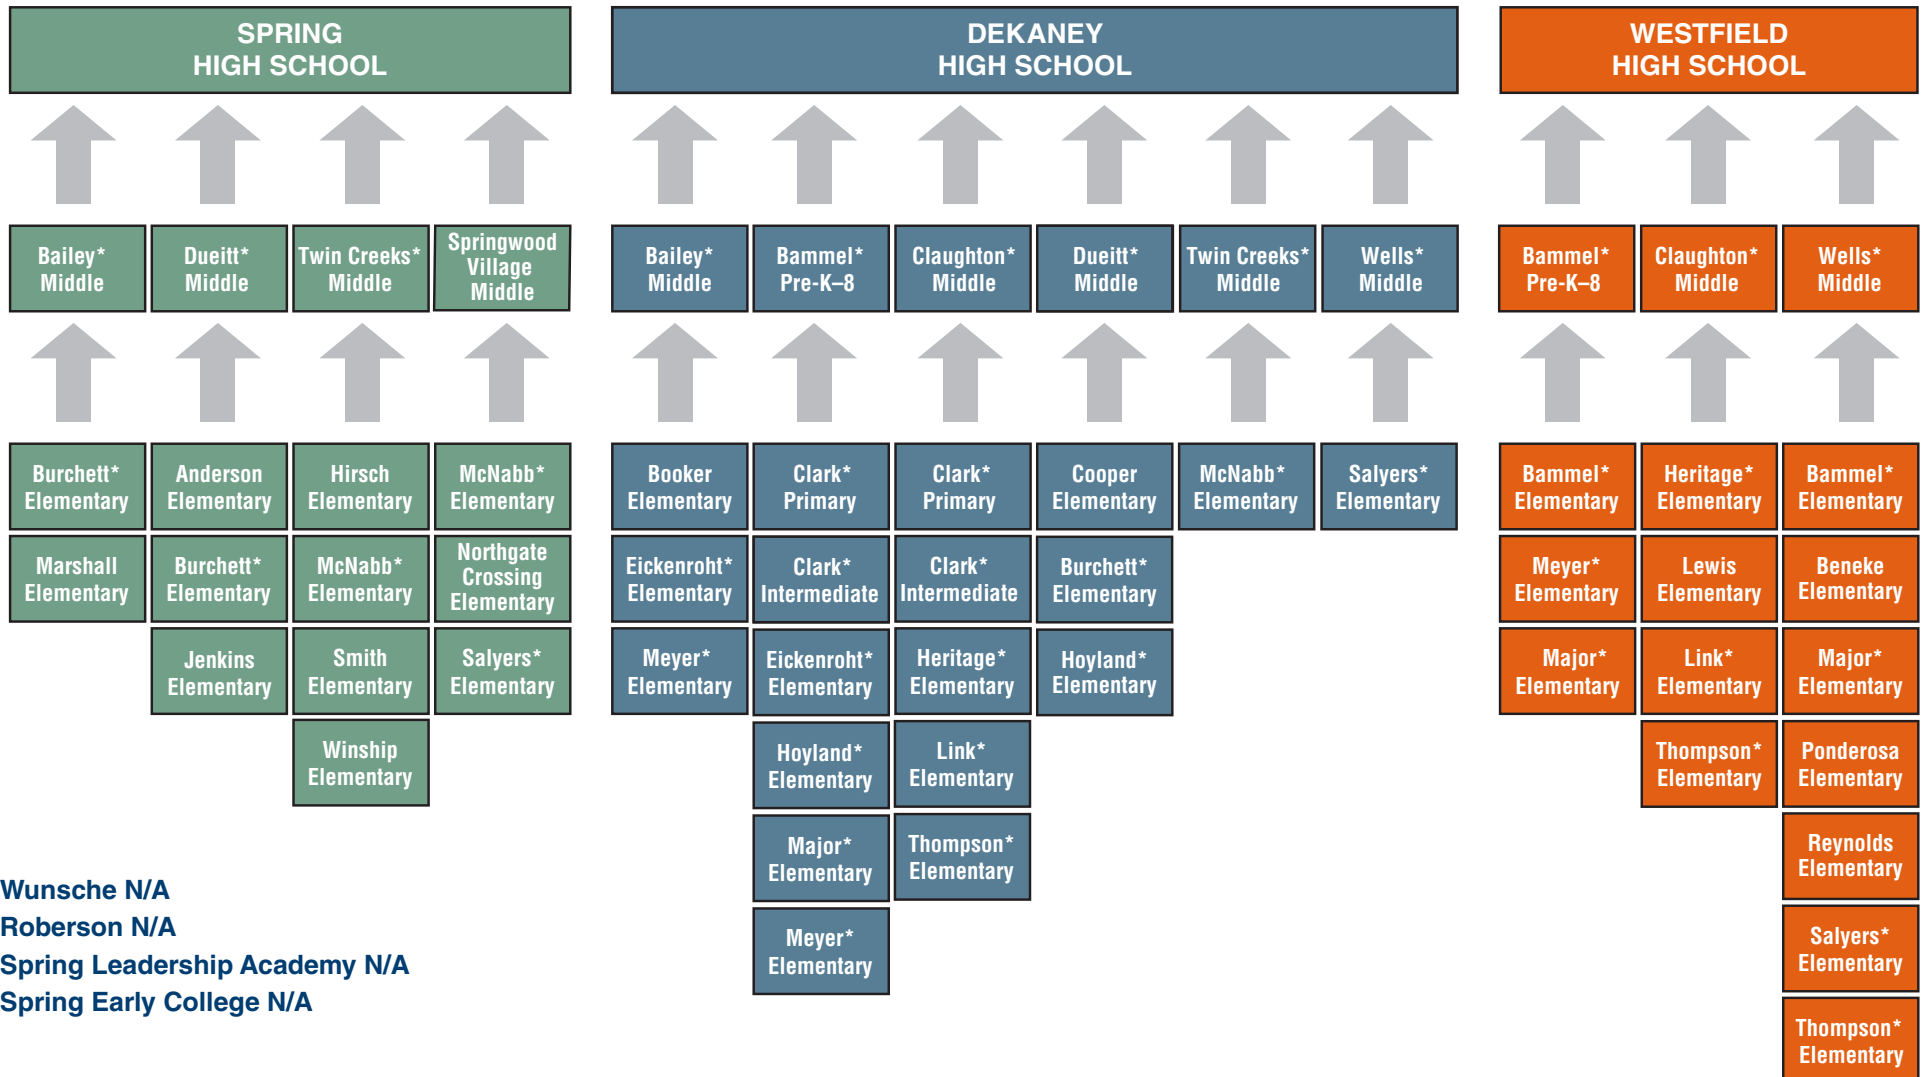 SPRING
HIGH SCHOOL
DEKANEY
HIGH SCHOOL
WESTFIELD
HIGH SCHOOL
Bailey*
Middle
Dueitt*
Middle
Twin Creeks*
Middle
Springwood
Village
Middle
Bailey*
Middle
Bammel*
Pre-K–8
Claughton*
Middle
Dueitt*
Middle
Twin Creeks*
Middle
Wells*
Middle
Bammel*
Pre-K–8
Claughton*
Middle
Wells*
Middle
Burchett*
Elementary
Anderson
Elementary
Hirsch
Elementary
McNabb*
Elementary
Booker
Elementary
Clark*
Primary
Clark*
Primary
Cooper
Elementary
McNabb*
Elementary
Salyers*
Elementary
Bammel*
Elementary
Heritage*
Elementary
Bammel*
Elementary
Marshall
Elementary
Burchett*
Elementary
McNabb*
Elementary
Northgate
Crossing
Elementary
Eickenroht*
Elementary
Clark*
Intermediate
Clark*
Intermediate
Burchett*
Elementary
Meyer*
Elementary
Lewis
Elementary
Beneke
Elementary
Jenkins
Elementary
Smith
Elementary
Salyers*
Elementary
Meyer*
Elementary
Eickenroht*
Elementary
Heritage*
Elementary
Hoyland*
Elementary
Major*
Elementary
Link*
Elementary
Major*
Elementary
Winship
Elementary
Hoyland*
Elementary
Link*
Elementary
Thompson*
Elementary
Ponderosa
Elementary
Major*
Elementary
Thompson*
Elementary
Reynolds
Elementary
Meyer*
Elementary
Salyers*
Elementary
Thompson*
Elementary
Wunsche N/A
Roberson N/A
Spring Leadership Academy N/A
Spring Early College N/A